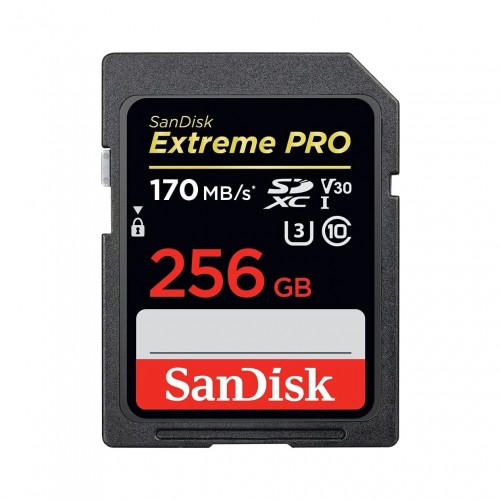 SanDisk
Extreme PRO
170 MB/s* SD XC V30 I
U3 10
256 GB
SanDisk